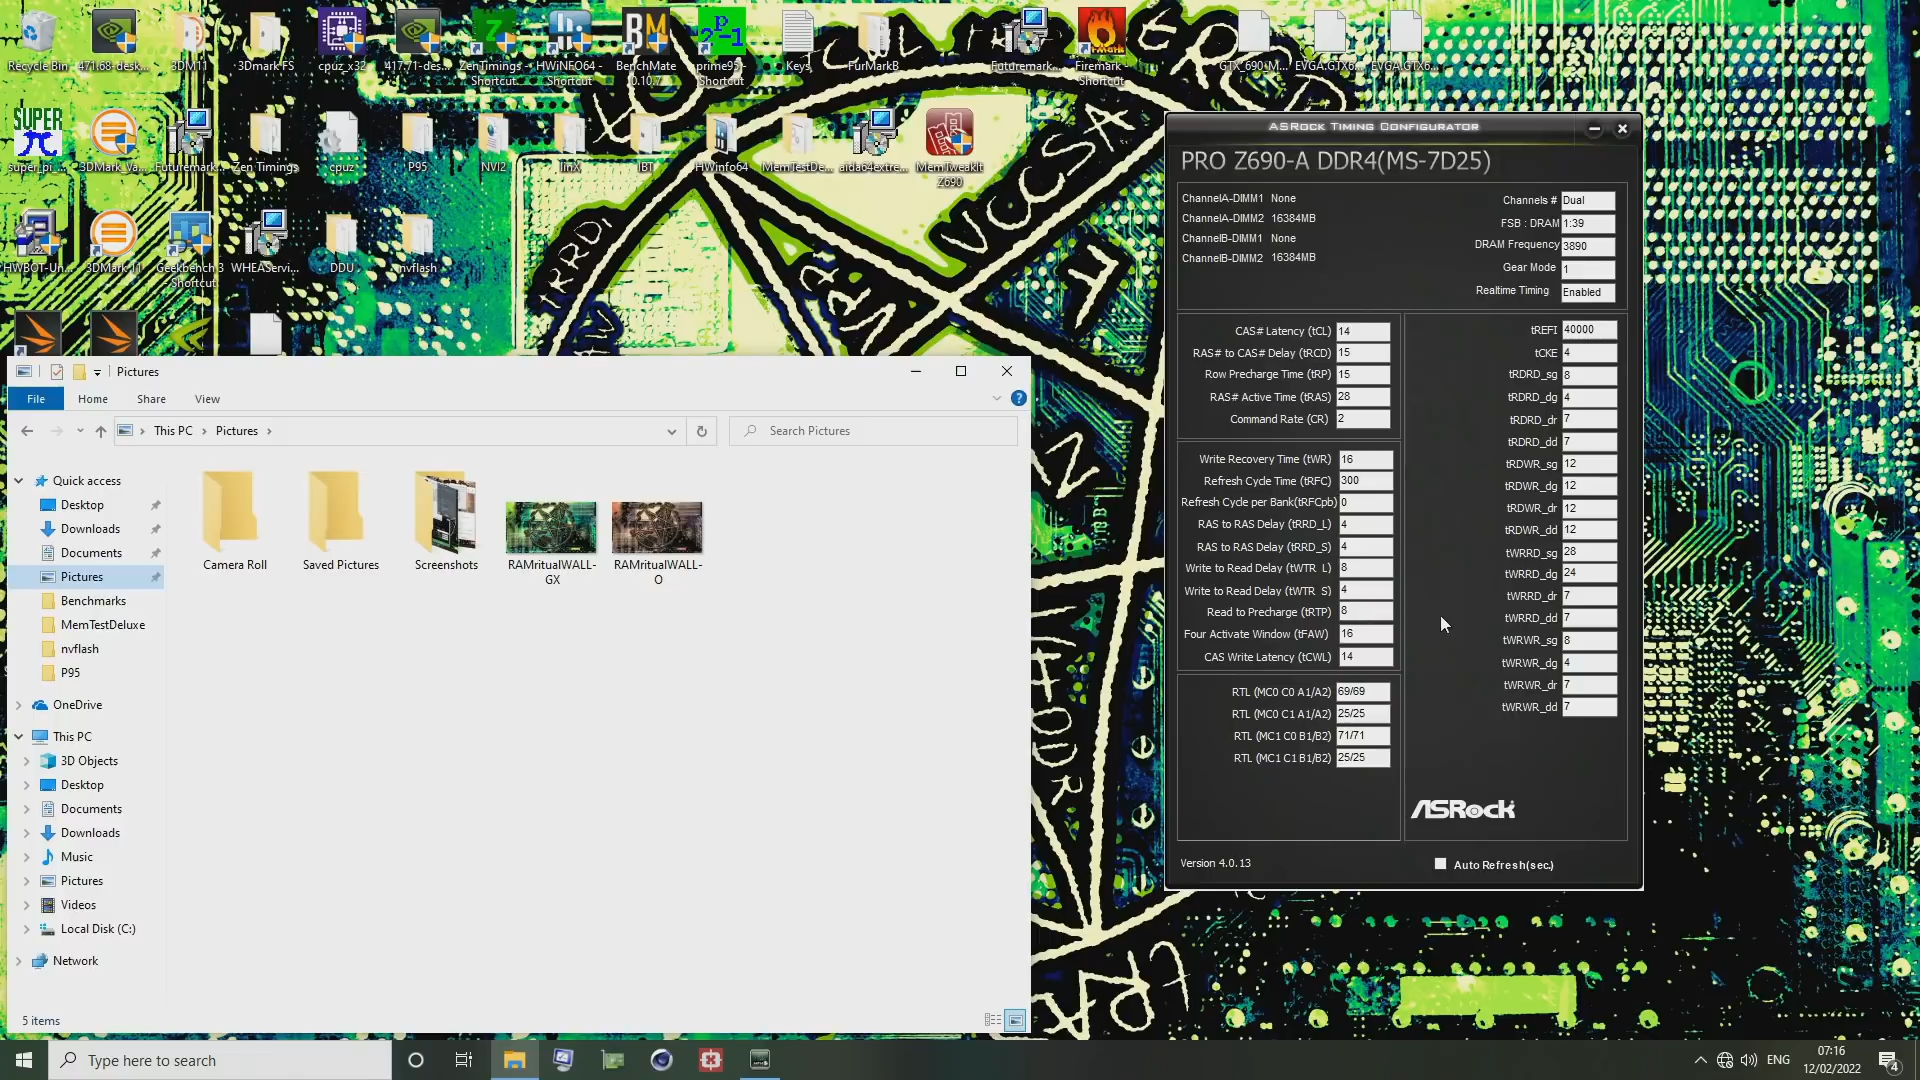 Recycle Bin
471.68-desk...
3DM11
3Dmark FS
cpuz_x32
417.71-des...
ZenTimings - Shortcut
HWiNFO64 - Shortcut
BenchMate 0.10.7
prime95 - Shortcut
Keys
FurMarkB
Futuremark...
Firemark - Shortcut
GTX_690_M...
EVGA.GTX6...
EVGA.GTX6...
SUPER
super_pi_...
3DMark_Va...
Futuremark...
Zen Timings
cpuz
P95
NVI2
linX
IBT
HWinfo64
MemTestDe...
aida64extre...
MemTweakIt Z690
HWBOT-Un...
3DMark 11
Geekbench 3 - Shortcut
WHEAServi...
DDU
nvflash
tRRD
VCCSA
ASRock Timing Configurator
PRO Z690-A DDR4(MS-7D25)
ChannelA-DIMM1 None
ChannelA-DIMM2 16384MB
ChannelB-DIMM1 None
ChannelB-DIMM2 16384MB
Channels # Dual
FSB : DRAM 1:39
DRAM Frequency 3890
Gear Mode 1
Realtime Timing Enabled
CAS# Latency (tCL) 14
RAS# to CAS# Delay (tRCD) 15
Row Precharge Time (tRP) 15
RAS# Active Time (tRAS) 28
Command Rate (CR) 2
Write Recovery Time (tWR) 16
Refresh Cycle Time (tRFC) 300
Refresh Cycle per Bank(tRFCpb) 0
RAS to RAS Delay (tRRD_L) 4
RAS to RAS Delay (tRRD_S) 4
Write to Read Delay (tWTR_L) 8
Write to Read Delay (tWTR_S) 4
Read to Precharge (tRTP) 8
Four Activate Window (tFAW) 16
CAS Write Latency (tCWL) 14
RTL (MC0 C0 A1/A2) 69/69
RTL (MC0 C1 A1/A2) 25/25
RTL (MC1 C0 B1/B2) 71/71
RTL (MC1 C1 B1/B2) 25/25
tREFI 40000
tCKE 4
tRDRD_sg 8
tRDRD_dg 4
tRDRD_dr 7
tRDRD_dd 7
tRDWR_sg 12
tRDWR_dg 12
tRDWR_dr 12
tRDWR_dd 12
tWRRD_sg 28
tWRRD_dg 24
tWRRD_dr 7
tWRRD_dd 7
tWRWR_sg 8
tWRWR_dg 4
tWRWR_dr 7
tWRWR_dd 7
ASRock
Version 4.0.13
Auto Refresh(sec.)
Pictures
File
Home
Share
View
This PC
Pictures
Search Pictures
Quick access
Desktop
Downloads
Documents
Pictures
Benchmarks
MemTestDeluxe
nvflash
P95
OneDrive
This PC
3D Objects
Desktop
Documents
Downloads
Music
Pictures
Videos
Local Disk (C:)
Network
Camera Roll
Saved Pictures
Screenshots
RAMritualWALL-GX
RAMritualWALL-O
5 items
Type here to search
ENG
07:16
12/02/2022
4